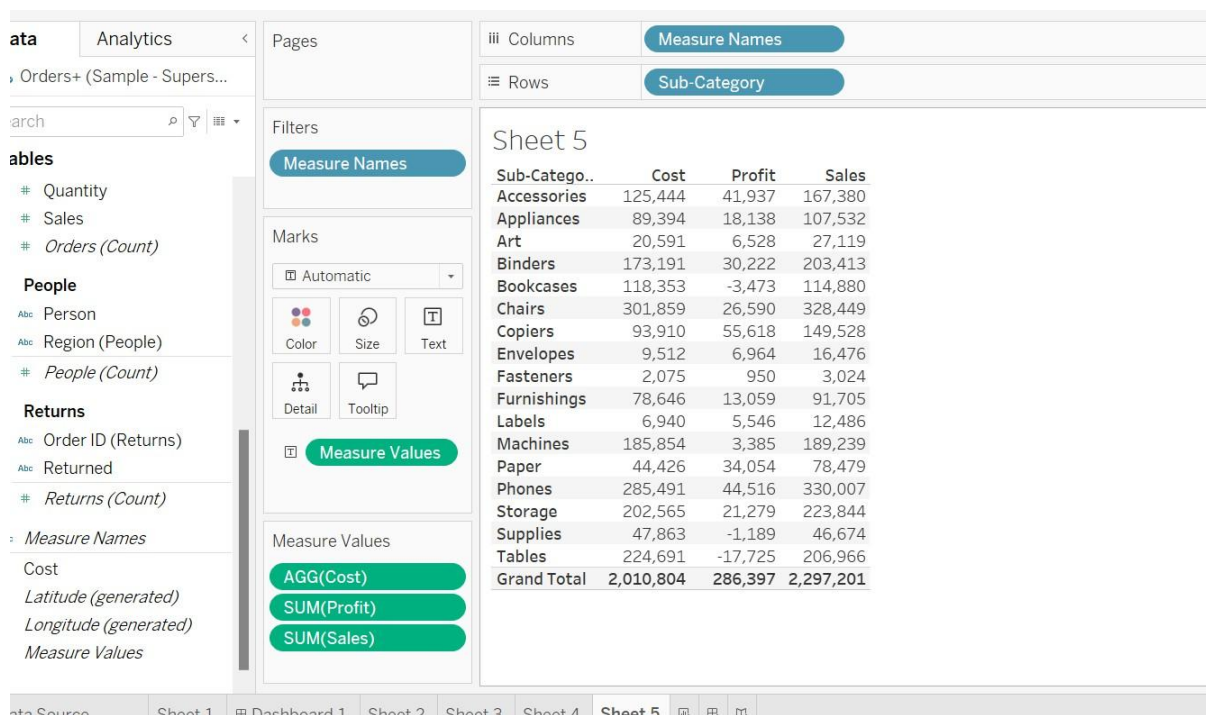 ata Analytics <
Orders+ (Sample - Supers...
arch
ables
# Quantity
# Sales
# Orders (Count)
People
Abc Person
Abc Region (People)
# People (Count)
Returns
Abc Order ID (Returns)
Abc Returned
# Returns (Count)
Measure Names
Cost
Latitude (generated)
Longitude (generated)
Measure Values
Pages
Filters
Measure Names
Marks
T Automatic
Color Size Text
Detail Tooltip
T Measure Values
Measure Values
AGG(Cost)
SUM(Profit)
SUM(Sales)
iii Columns Measure Names
Rows Sub-Category
Sheet 5
Sub-Catego.. Cost Profit Sales
Accessories 125,444 41,937 167,380
Appliances 89,394 18,138 107,532
Art 20,591 6,528 27,119
Binders 173,191 30,222 203,413
Bookcases 118,353 -3,473 114,880
Chairs 301,859 26,590 328,449
Copiers 93,910 55,618 149,528
Envelopes 9,512 6,964 16,476
Fasteners 2,075 950 3,024
Furnishings 78,646 13,059 91,705
Labels 6,940 5,546 12,486
Machines 185,854 3,385 189,239
Paper 44,426 34,054 78,479
Phones 285,491 44,516 330,007
Storage 202,565 21,279 223,844
Supplies 47,863 -1,189 46,674
Tables 224,691 -17,725 206,966
Grand Total 2,010,804 286,397 2,297,201
ata Source Sheet 1 Dashboard 1 Sheet 2 Sheet 3 Sheet 4 Sheet 5